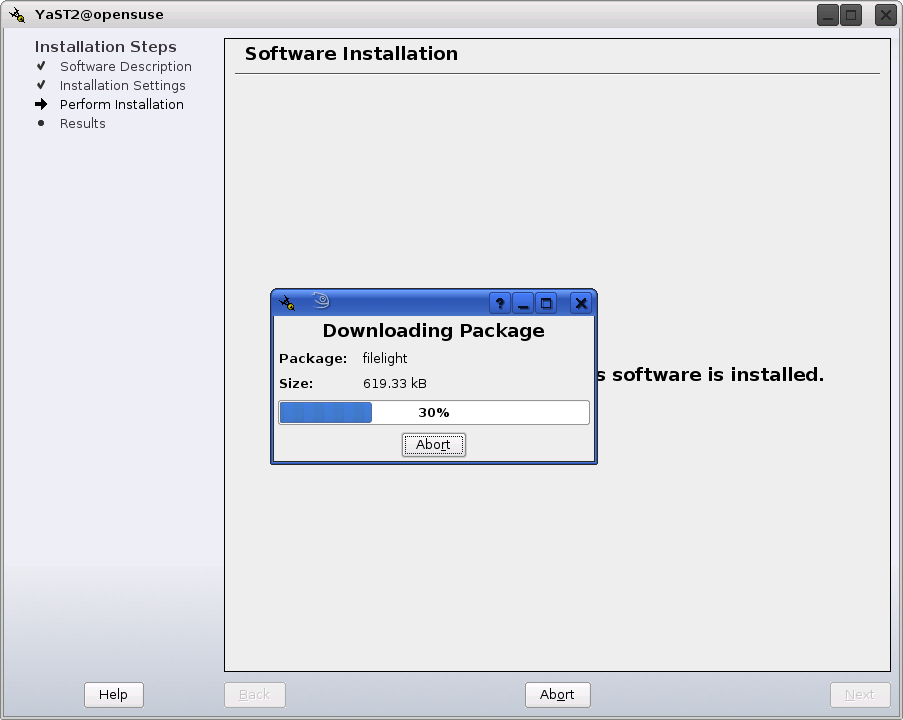 YaST2@opensuse
Installation Steps
Software Description
Installation Settings
Perform Installation
Results
Software Installation
software is installed.
?
Downloading Package
Package: filelight
Size: 619.33 kB
30%
Abort
Help
Back
Abort
Next